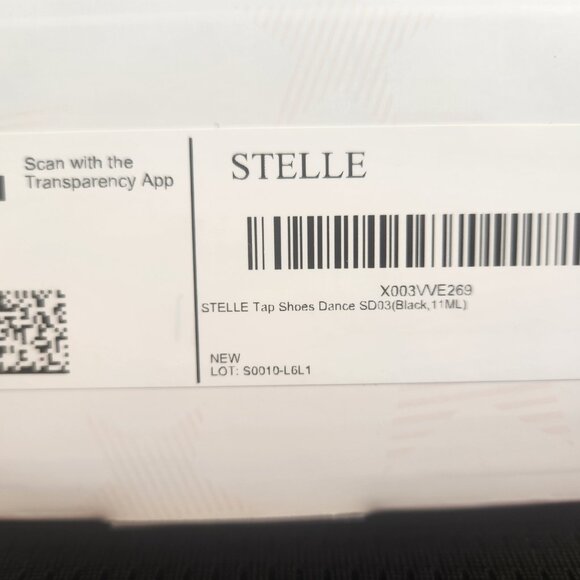 Scan with the
Transparency App
STELLE
X003VVE269
STELLE Tap Shoes Dance SD03(Black,11ML)
NEW
LOT: S0010-L6L1